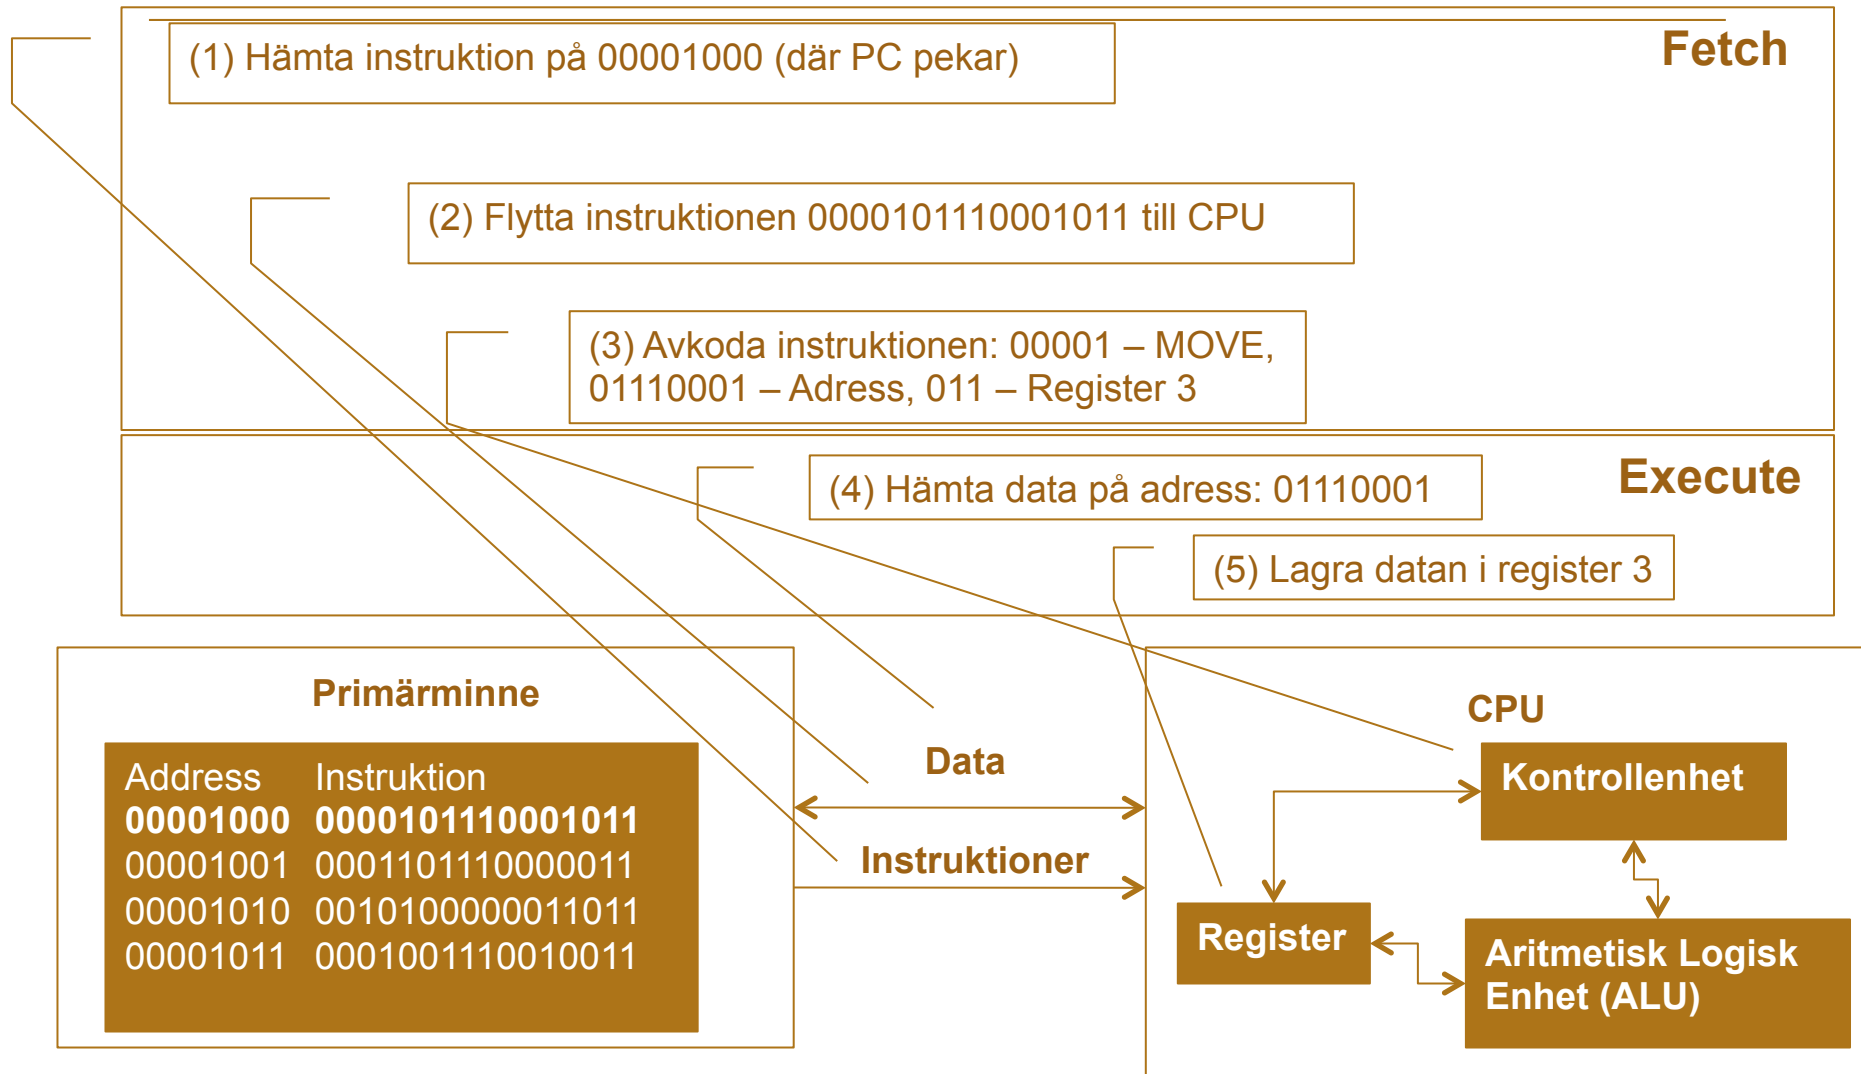 (1) Hämta instruktion på 00001000 (där PC pekar)
Fetch
(2) Flytta instruktionen 0000101110001011 till CPU
(3) Avkoda instruktionen: 00001 – MOVE,
01110001 – Adress, 011 – Register 3
Execute
(4) Hämta data på adress: 01110001
(5) Lagra datan i register 3
Primärminne
Address Instruktion
00001000 0000101110001011
00001001 0001101110000011
00001010 0010100000011011
00001011 0001001110010011
Data
Instruktioner
CPU
Kontrollenhet
Register
Aritmetisk Logisk
Enhet (ALU)